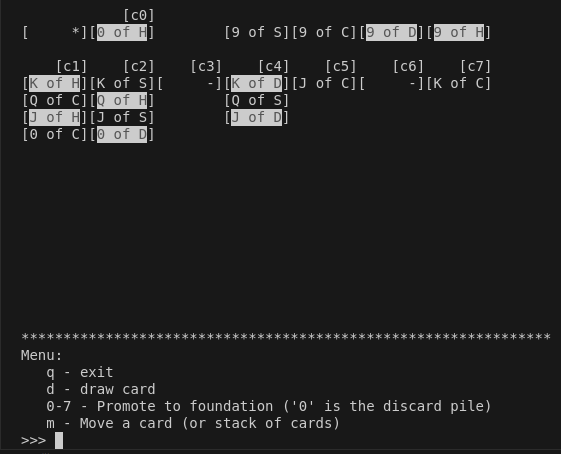 [c0]
[     *][0 of H]        [9 of S][9 of C][9 of D][9 of H]
[c1]    [c2]    [c3]    [c4]    [c5]    [c6]    [c7]
[K of H][K of S][     -][K of D][J of C][     -][K of C]
[Q of C][Q of H]        [Q of S]
[J of H][J of S]        [J of D]
[0 of C][0 of D]
***************************************************************
Menu:
q - exit
d - draw card
0-7 - Promote to foundation ('0' is the discard pile)
m - Move a card (or stack of cards)
>>>